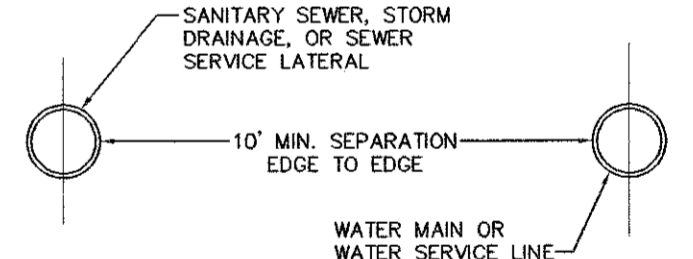 SANITARY SEWER, STORM
DRAINAGE, OR SEWER
SERVICE LATERAL
10' MIN. SEPARATION
EDGE TO EDGE
WATER MAIN OR
WATER SERVICE LINE